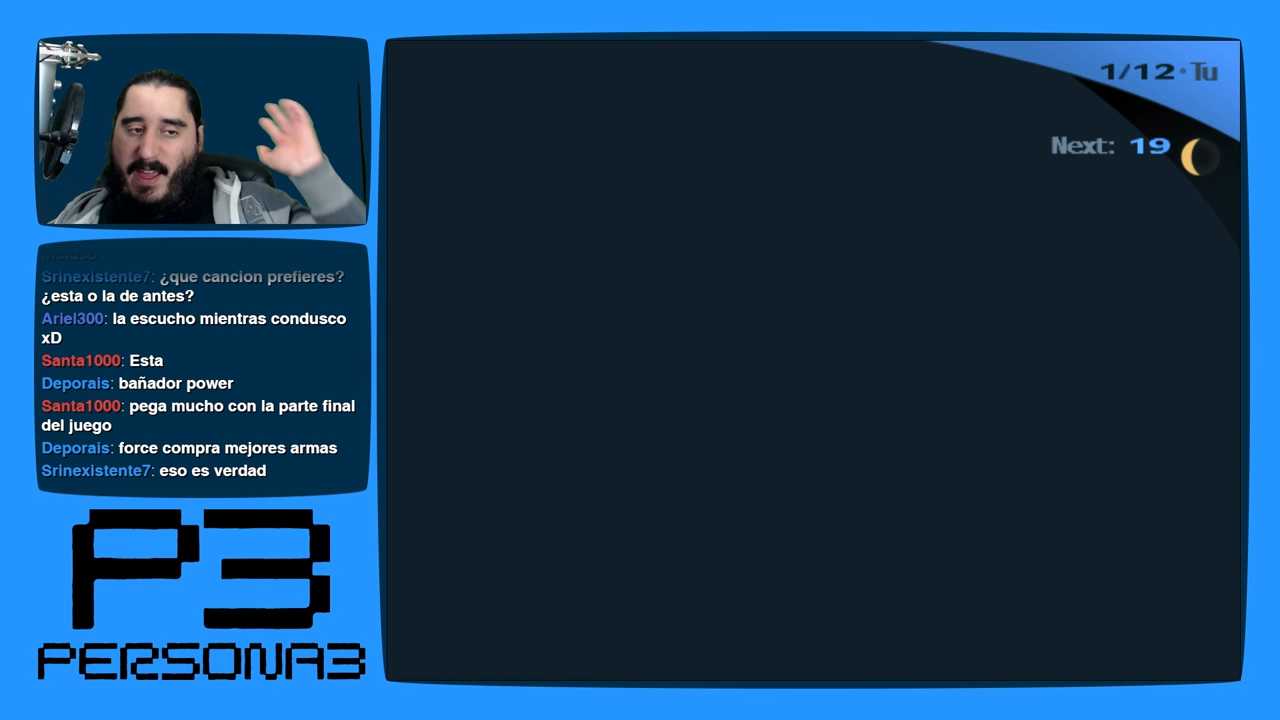 1/12·Tu
Next: 19
Srinexistente7: ¿que cancion prefieres?
¿esta o la de antes?
Ariel300: la escucho mientras condusco
xD
Santa1000: Esta
Deporais: bañador power
Santa1000: pega mucho con la parte final
del juego
Deporais: force compra mejores armas
Srinexistente7: eso es verdad
P3
PERSONA3